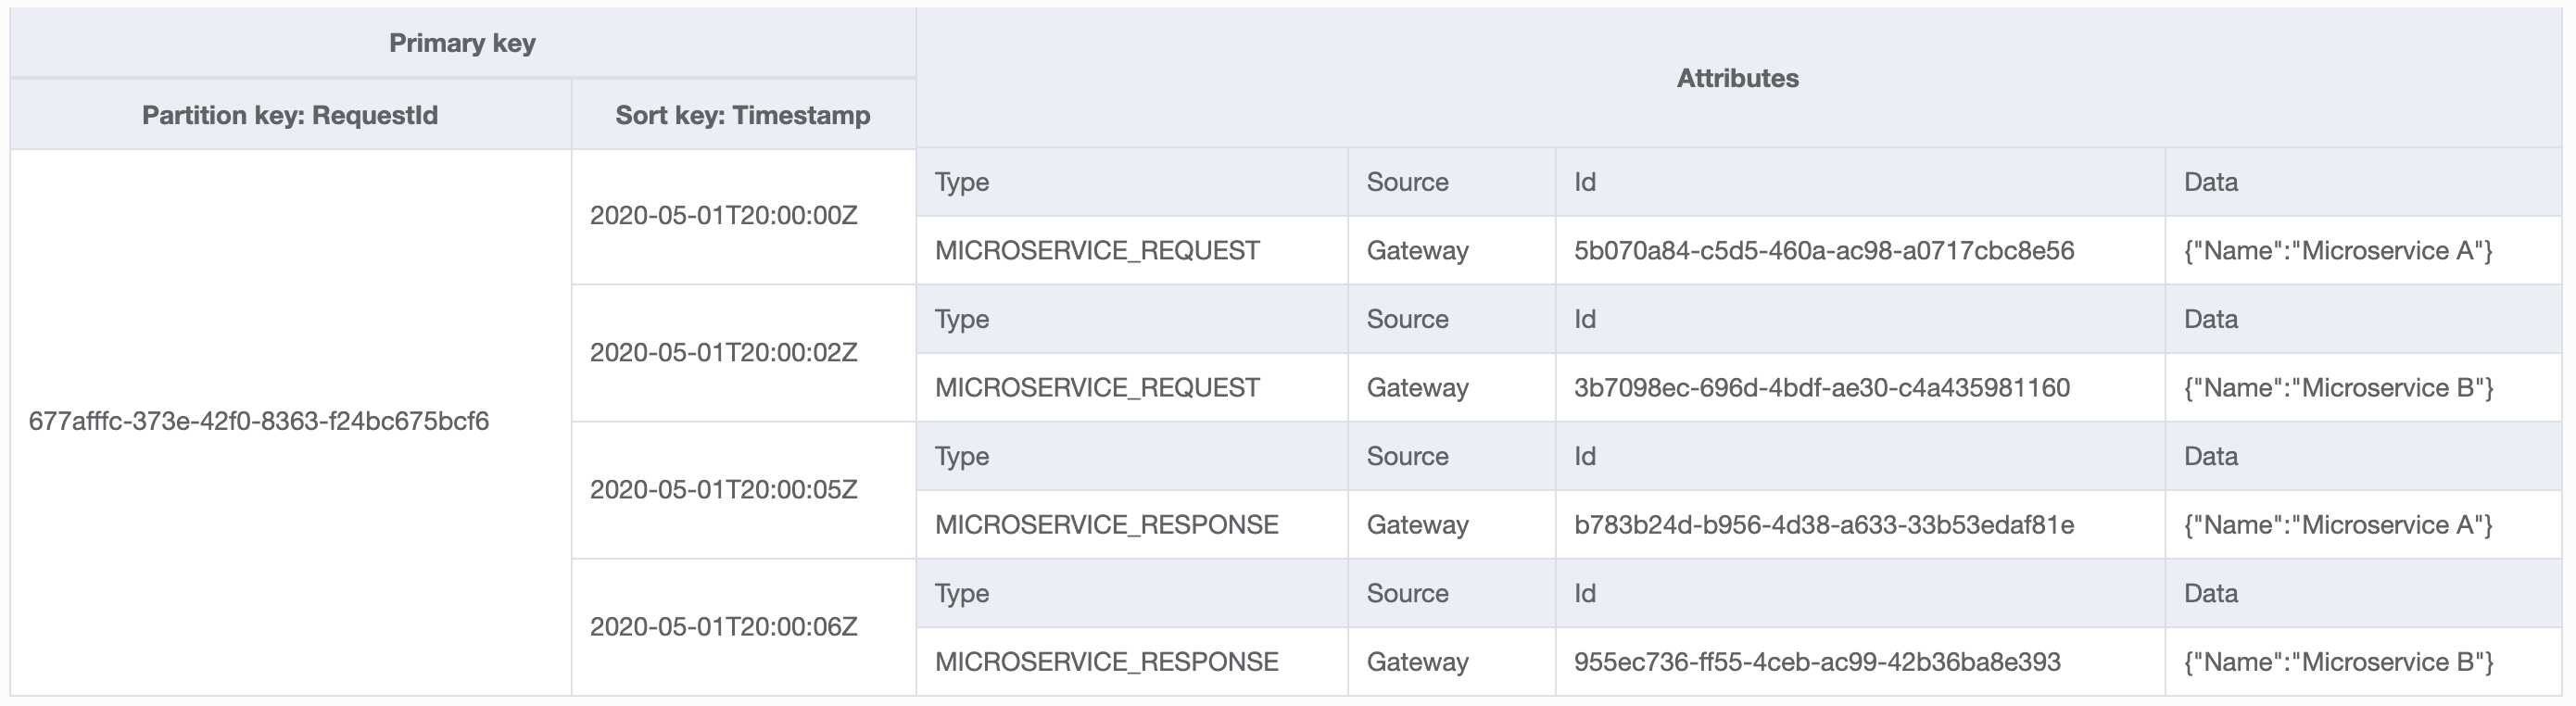 Primary key
Attributes
Partition key: RequestId Sort key: Timestamp
Type Source Id Data
2020-05-01T20:00:00Z
MICROSERVICE_REQUEST Gateway 5b070a84-c5d5-460a-ac98-a0717cbc8e56 {"Name":"Microservice A"}
Type Source Id Data
2020-05-01T20:00:02Z
MICROSERVICE_REQUEST Gateway 3b7098ec-696d-4bdf-ae30-c4a435981160 {"Name":"Microservice B"}
677afffc-373e-42f0-8363-f24bc675bcf6
Type Source Id Data
2020-05-01T20:00:05Z
MICROSERVICE_RESPONSE Gateway b783b24d-b956-4d38-a633-33b53edaf81e {"Name":"Microservice A"}
Type Source Id Data
2020-05-01T20:00:06Z
MICROSERVICE_RESPONSE Gateway 955ec736-ff55-4ceb-ac99-42b36ba8e393 {"Name":"Microservice B"}